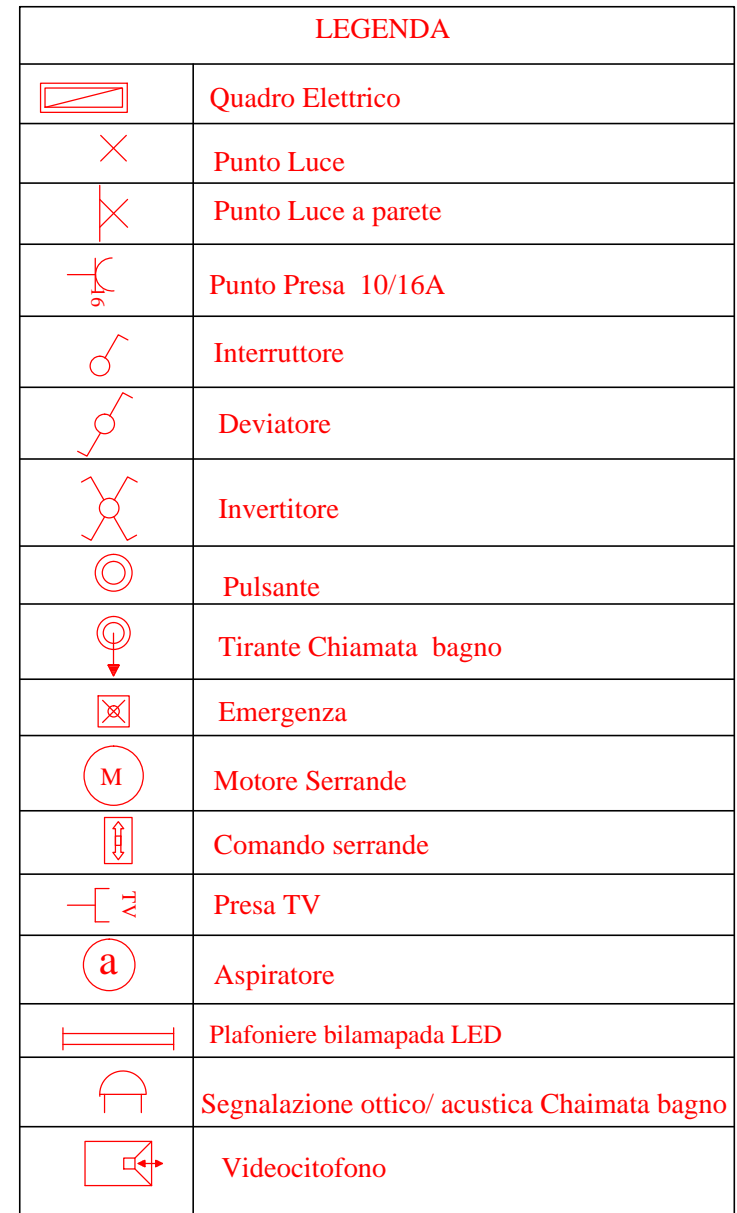 LEGENDA
Quadro Elettrico
Punto Luce
Punto Luce a parete
16 Punto Presa 10/16A
Interruttore
Deviatore
Invertitore
Pulsante
Tirante Chiamata bagno
Emergenza
M Motore Serrande
Comando serrande
TV Presa TV
a Aspiratore
Plafoniere bilamapada LED
Segnalazione ottico/ acustica Chaimata bagno
Videocitofono